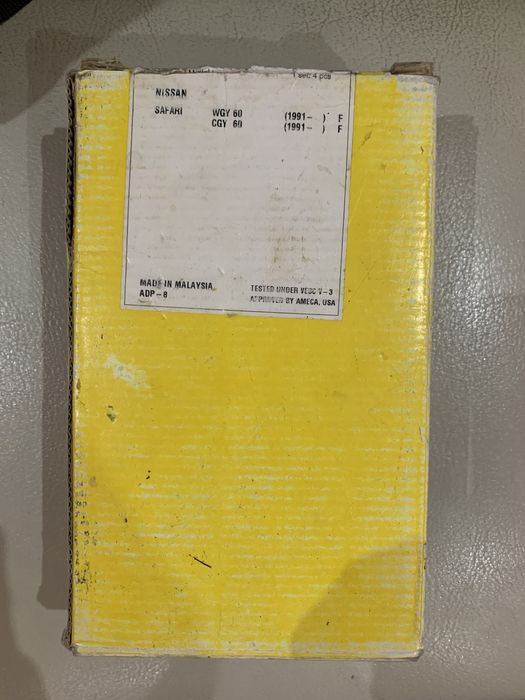 1 set 4 pcs
NISSAN
SAFARI WGY 60 (1991- ) F
CGY 60 (1991- ) F
MADE IN MALAYSIA
ADP-8
TESTED UNDER VESC V-3
APPROVED BY AMECA, USA